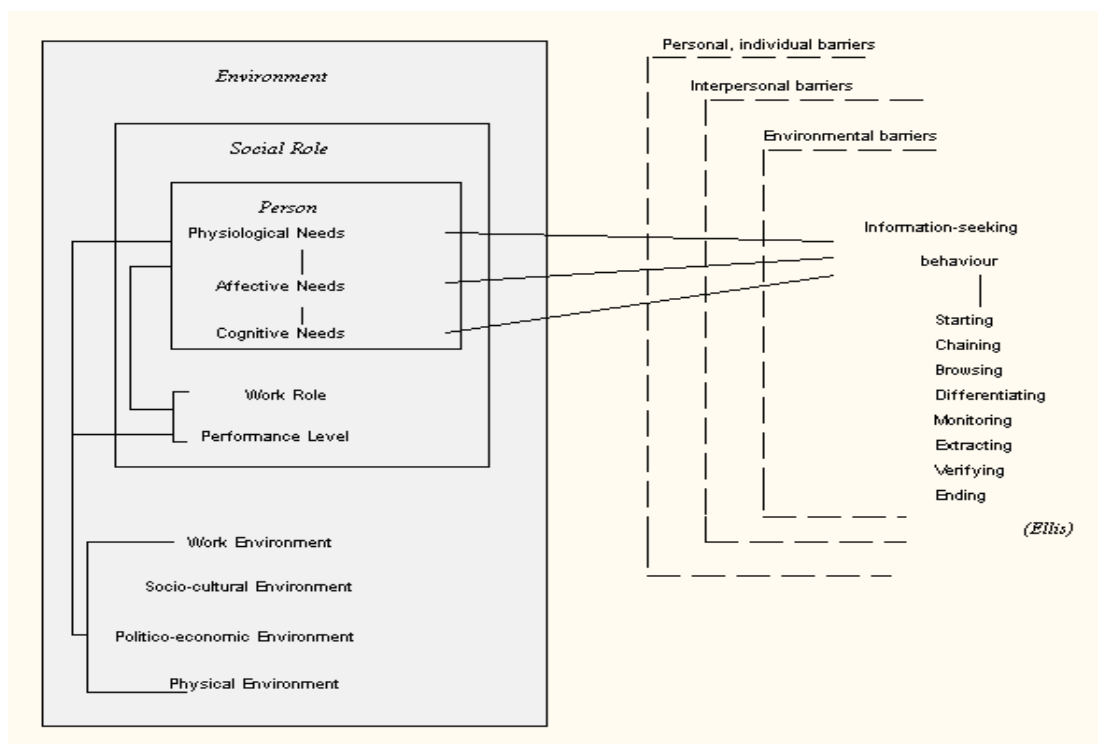 Environment
Social Role
Person
Physiological Needs
Affective Needs
Cognitive Needs
Work Role
Performance Level
Work Environment
Socio-cultural Environment
Politico-economic Environment
Physical Environment
Personal, individual barriers
Interpersonal barriers
Environmental barriers
Information-seeking
behaviour
Starting
Chaining
Browsing
Differentiating
Monitoring
Extracting
Verifying
Ending
(Ellis)